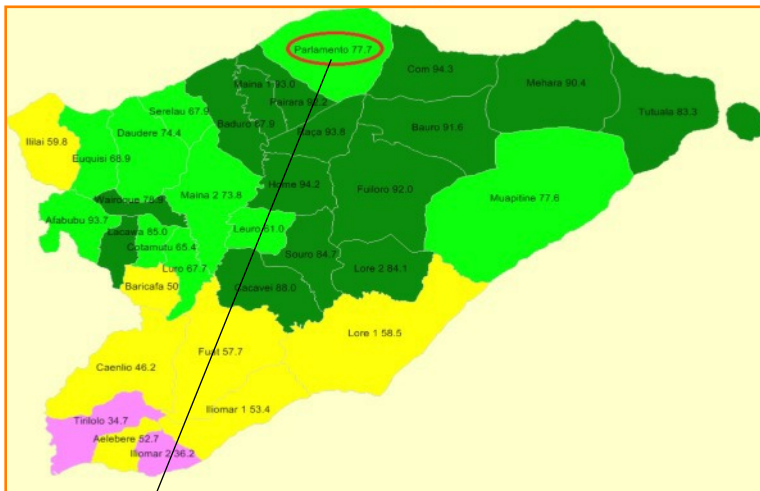 Parlamento 77.7
Com 94.3
Mehara 90.4
Tutuala 83.3
Maina 1 93.0
Pairara 92.2
Serelau 67.9
Baduro 67.9
Daudere 74.4
Raça 93.8
Bauro 91.6
Ililai 59.8
Euquisi 68.9
Home 94.2
Fuiloro 92.0
Maina 2 73.8
Muapitine 77.6
Wairoque 78.9
Afabubu 93.7
Lacawa 85.0
Leuro 61.0
Cotamutu 65.4
Souro 84.7
Luro 67.7
Lore 2 84.1
Baricafa 50
Cacavei 88.0
Lore 1 58.5
Fuat 57.7
Caenlio 46.2
Iliomar 1 53.4
Tirilolo 34.7
Aelebere 52.7
Iliomar 2 36.2